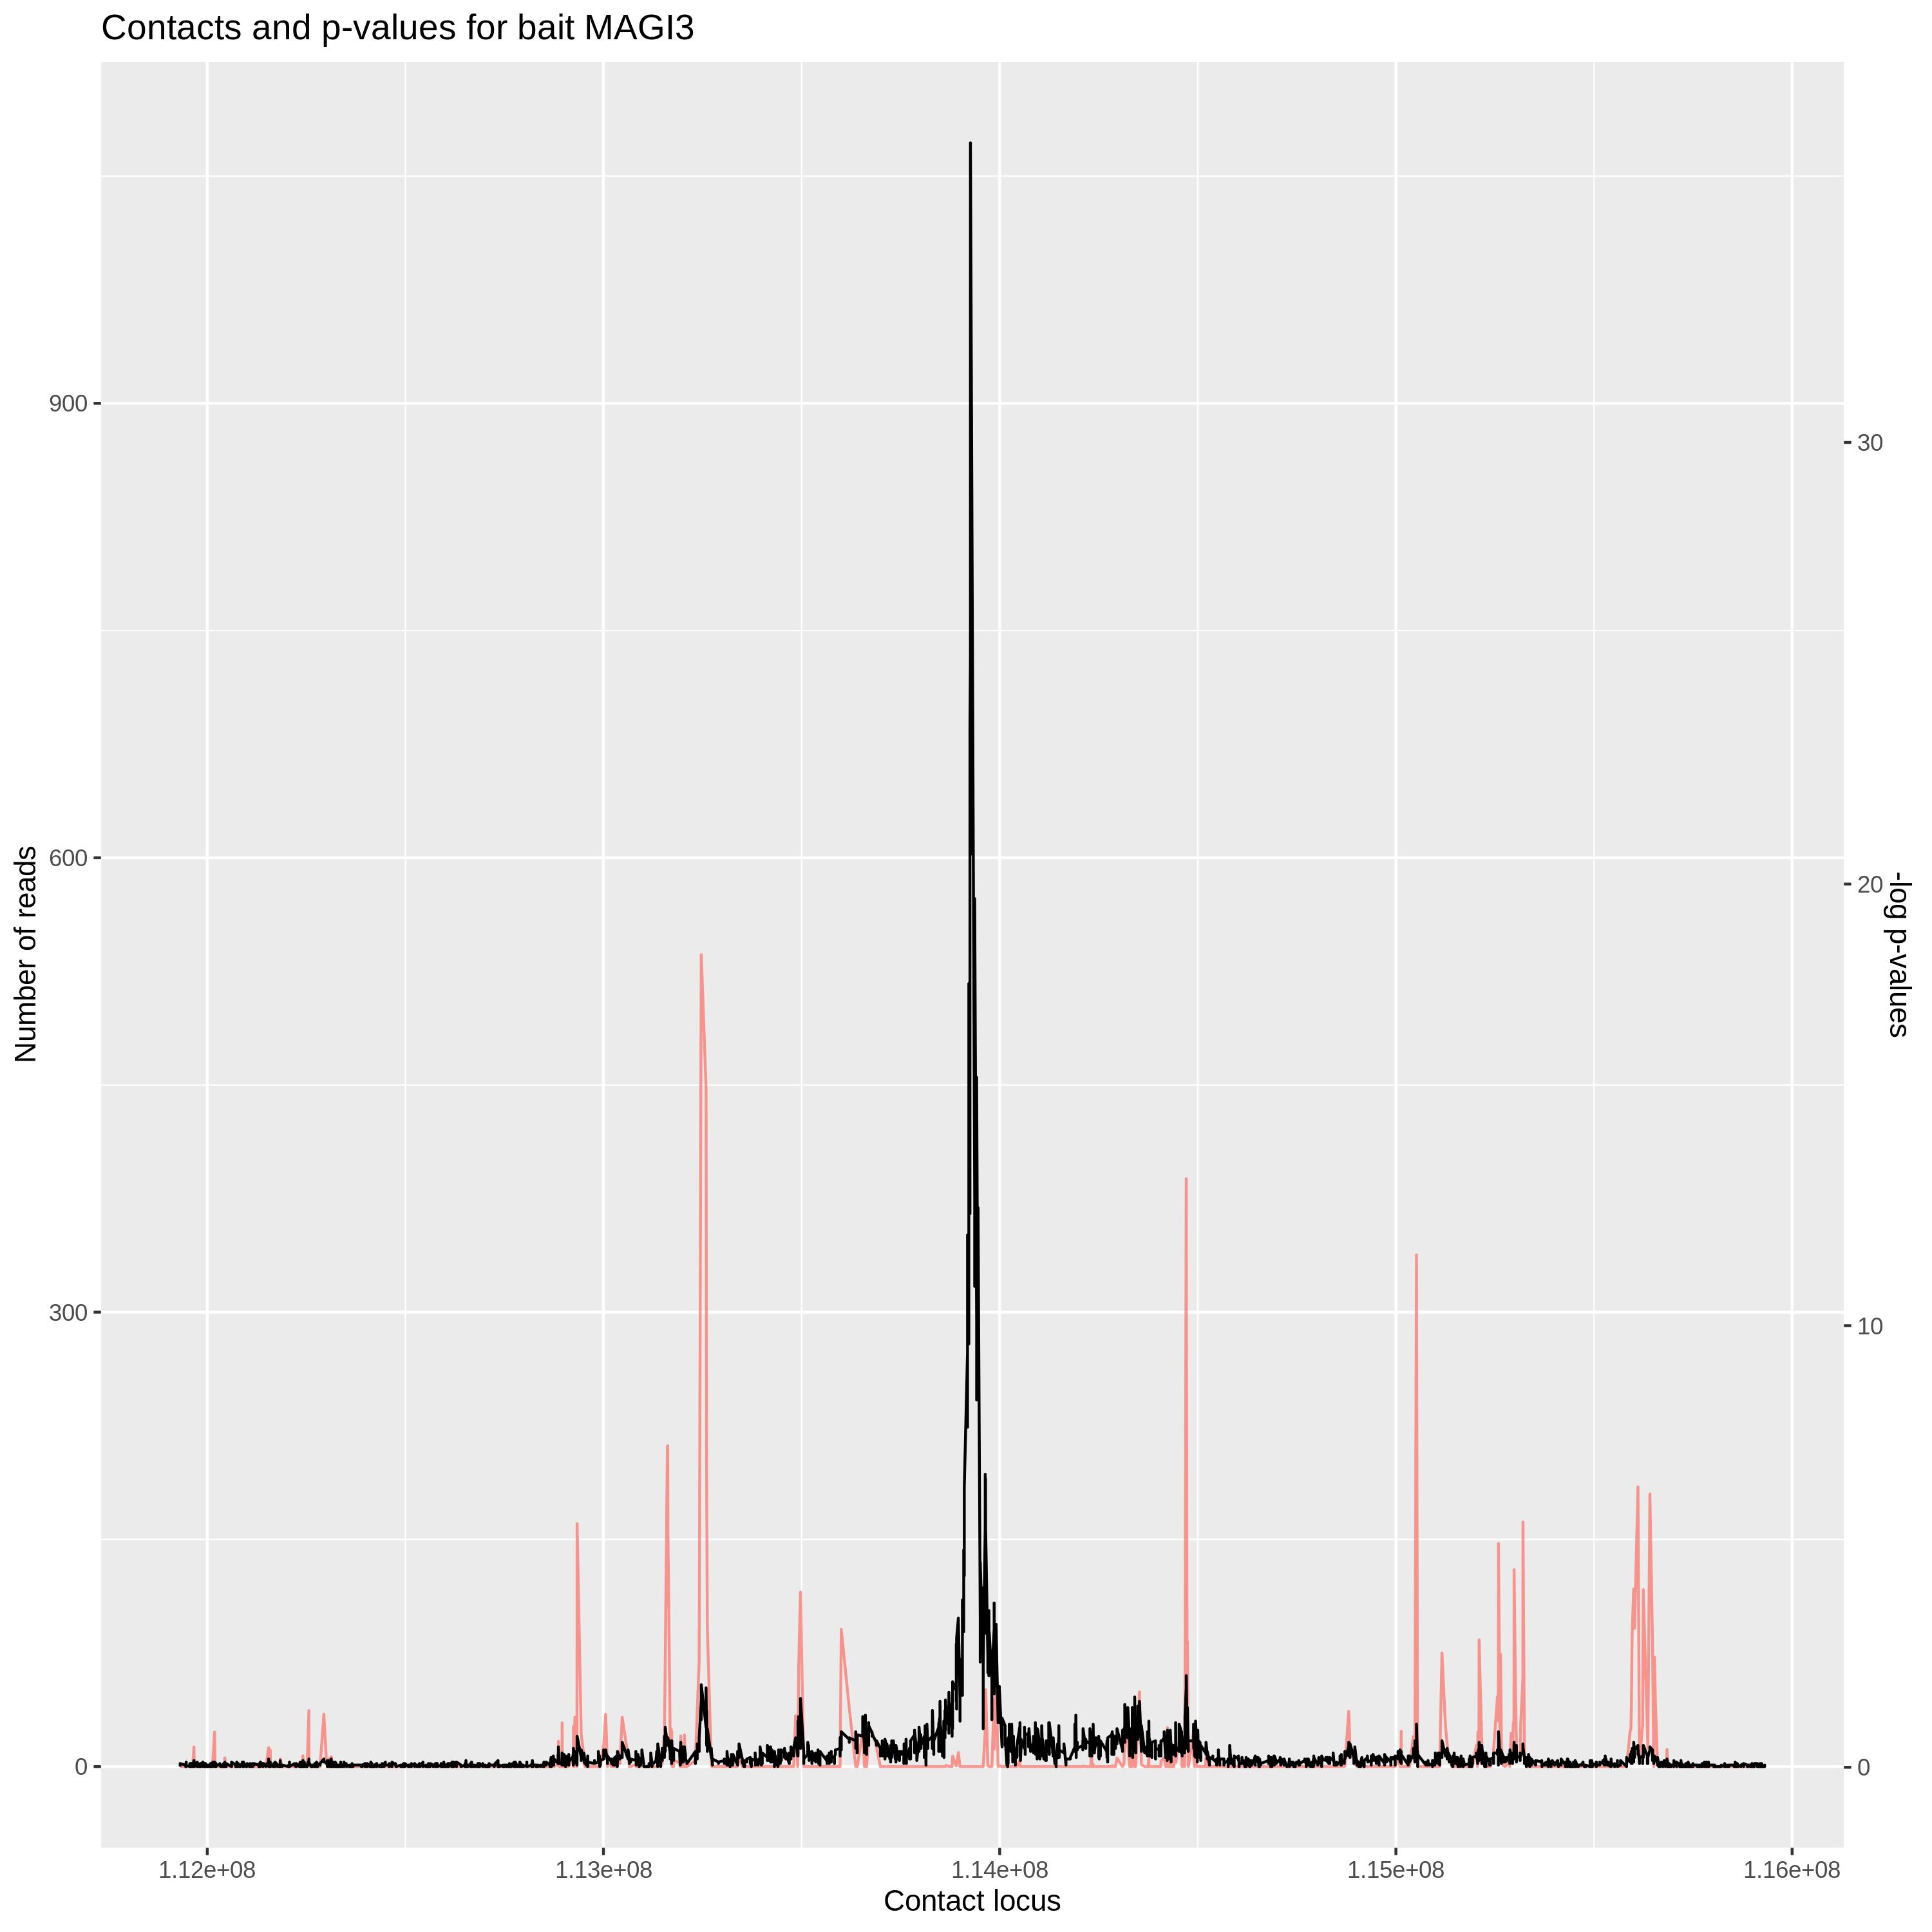 Contacts and p-values for bait MAGI3
Number of reads
900
600
300
0
30
20
10
0
-log p-values
1.12e+08
1.13e+08
1.14e+08
1.15e+08
1.16e+08
Contact locus